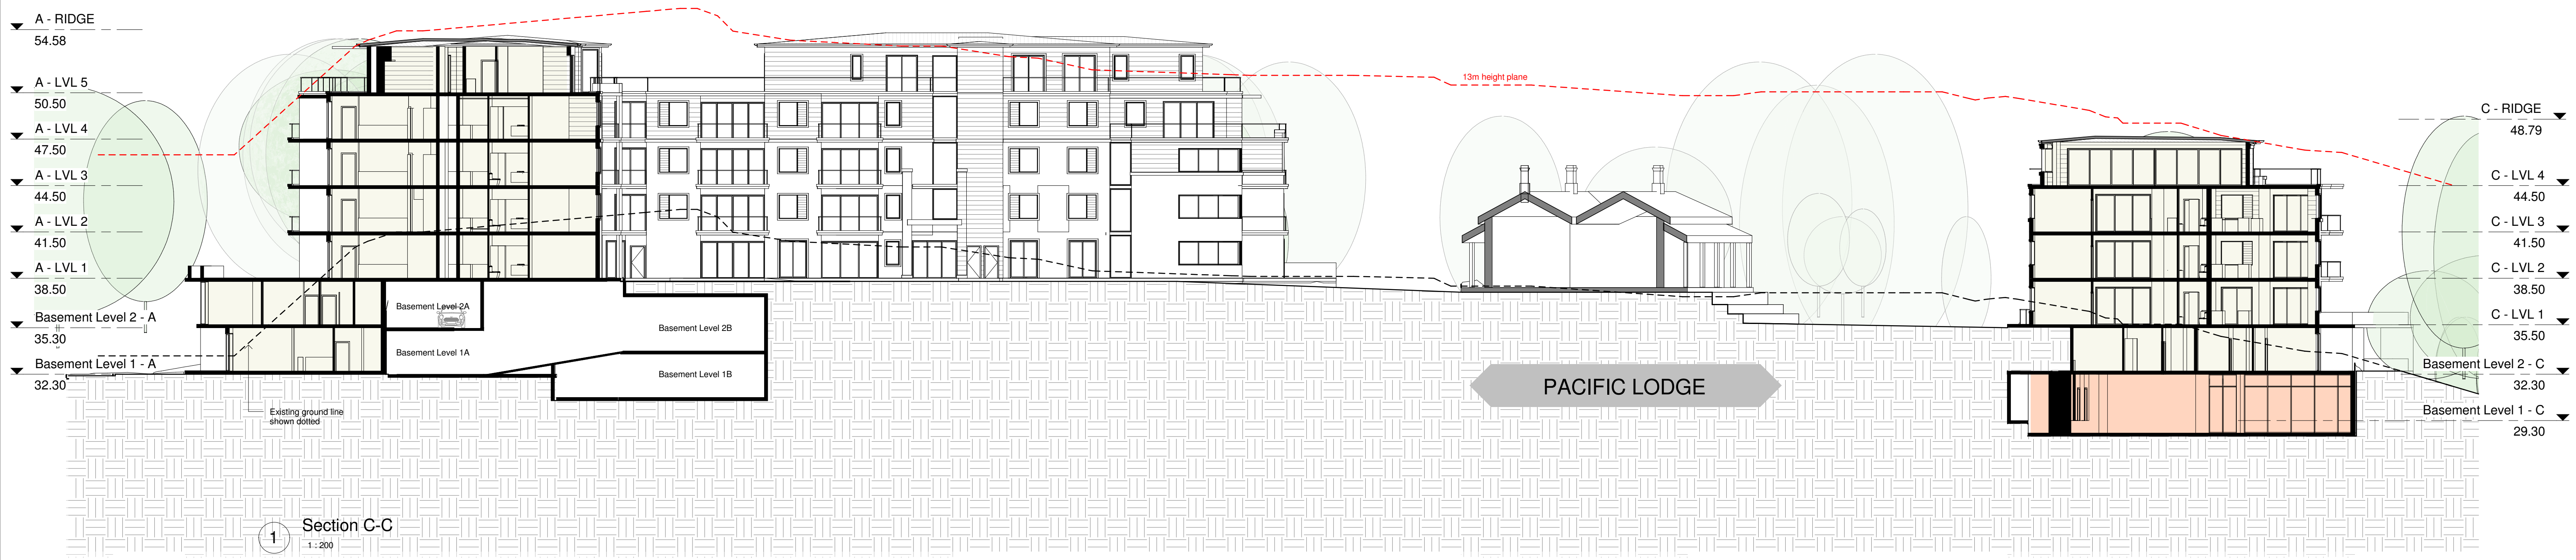 A - RIDGE
54.58
A - LVL 5
50.50
A - LVL 4
47.50
A - LVL 3
44.50
A - LVL 2
41.50
A - LVL 1
38.50
Basement Level 2 - A
35.30
Basement Level 1 - A
32.30
Basement Level 2A
Basement Level 1A
Basement Level 2B
Basement Level 1B
Existing ground line
shown dotted
13m height plane
PACIFIC LODGE
C - RIDGE
48.79
C - LVL 4
44.50
C - LVL 3
41.50
C - LVL 2
38.50
C - LVL 1
35.50
Basement Level 2 - C
32.30
Basement Level 1 - C
29.30
1
Section C-C
1 : 200